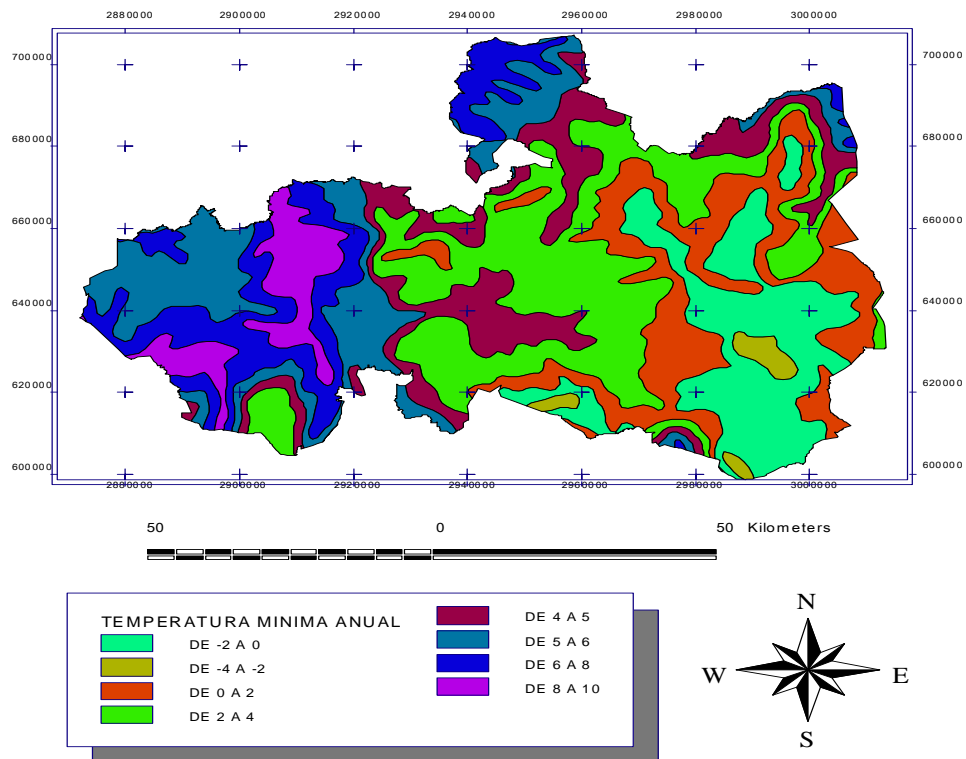 2880000 2900000 2920000 2940000 2960000 2980000 3000000
700000 700000
680000 680000
660000 660000
640000 640000
620000 620000
600000 600000
2880000 2900000 2920000 2940000 2960000 2980000 3000000
50 0 50 Kilometers
TEMPERATURA MINIMA ANUAL
DE -2 A 0
DE -4 A -2
DE 0 A 2
DE 2 A 4
DE 4 A 5
DE 5 A 6
DE 6 A 8
DE 8 A 10
N
W E
S